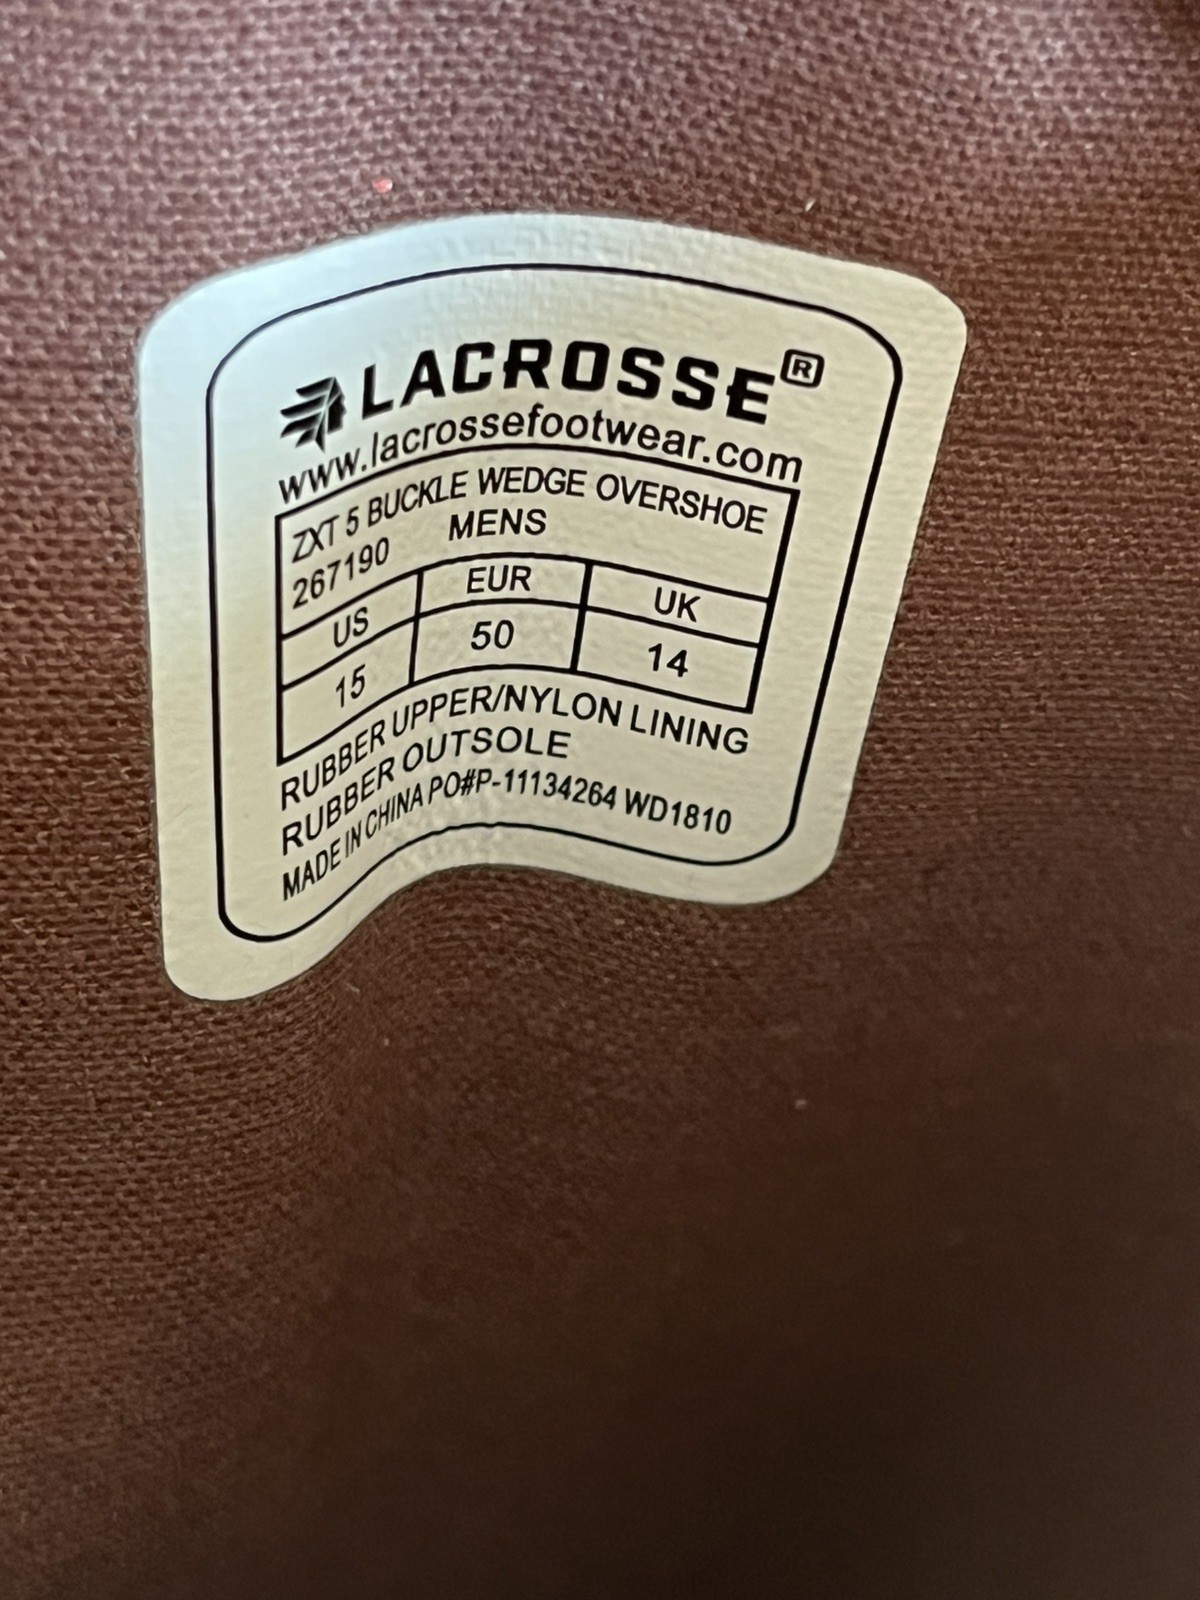 LACROSSE®
www.lacrossefootwear.com
ZXT 5 BUCKLE WEDGE OVERSHOE
267190 MENS
US EUR UK
15 50 14
RUBBER UPPER/NYLON LINING
RUBBER OUTSOLE
MADE IN CHINA PO#P-11134264 WD1810